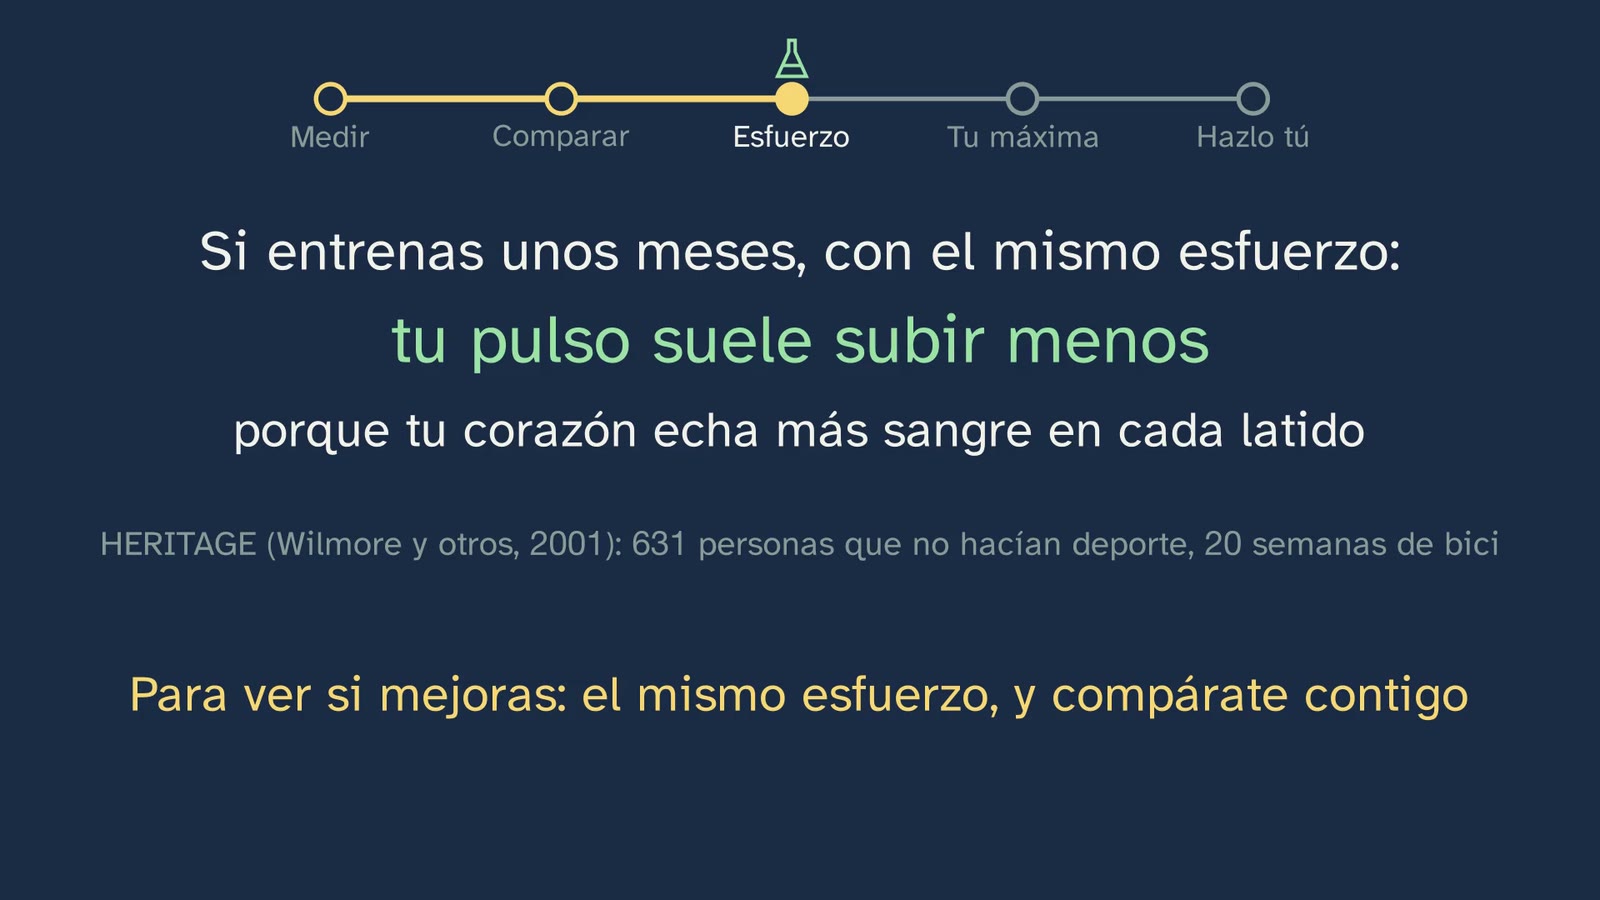 Medir
Comparar
Esfuerzo
Tu máxima
Hazlo tú
Si entrenas unos meses, con el mismo esfuerzo:
tu pulso suele subir menos
porque tu corazón echa más sangre en cada latido
HERITAGE (Wilmore y otros, 2001): 631 personas que no hacían deporte, 20 semanas de bici
Para ver si mejoras: el mismo esfuerzo, y compárate contigo